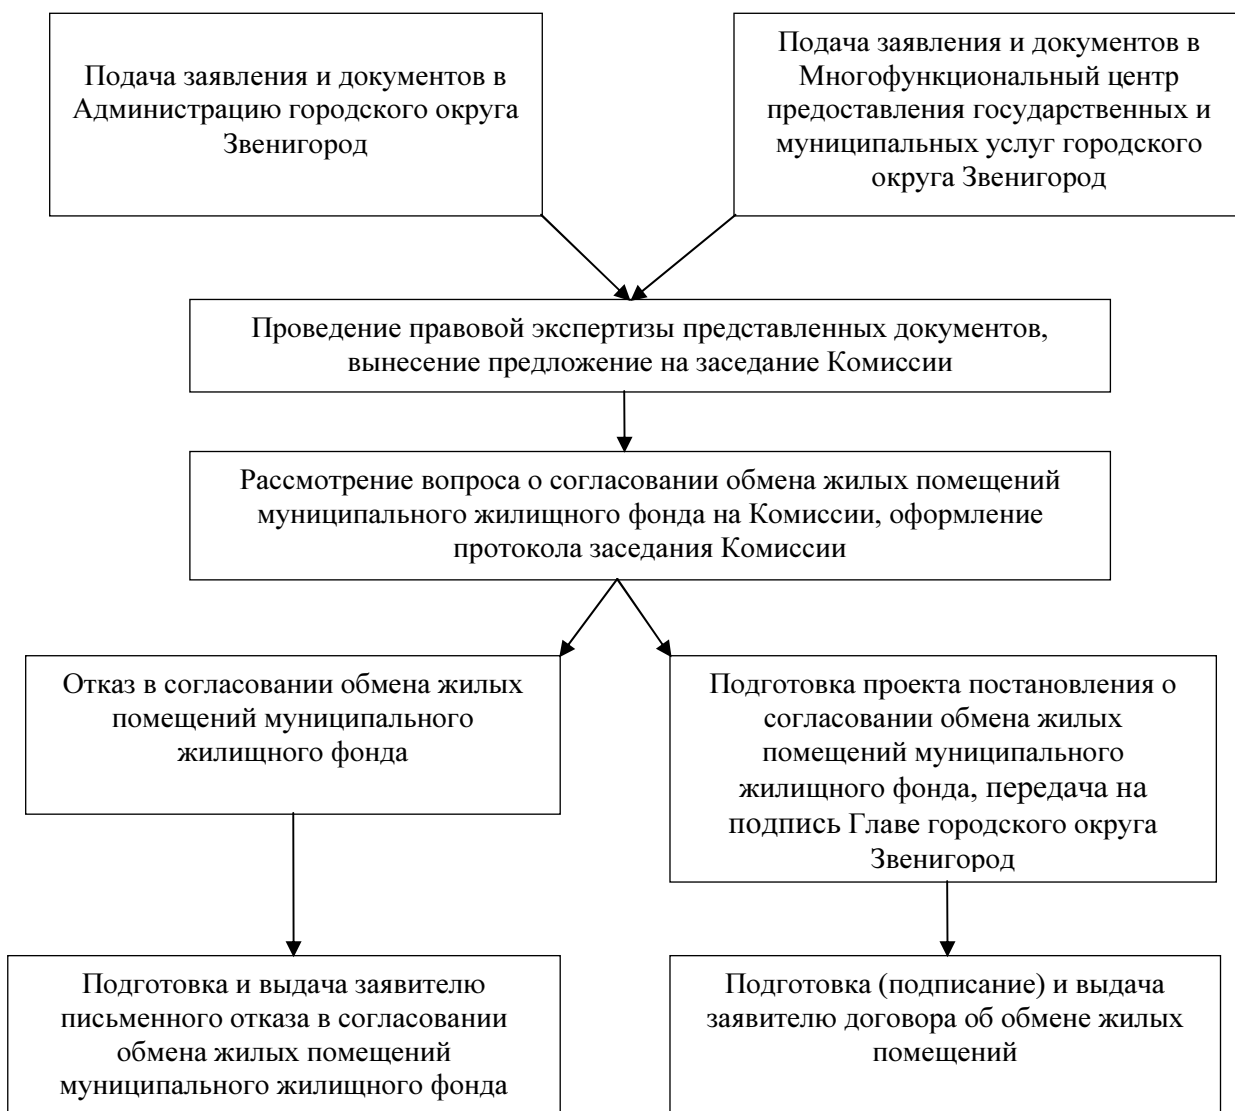 Подача заявления и документов в
Администрацию городского округа
Звенигород
Подача заявления и документов в
Многофункциональный центр
предоставления государственных и
муниципальных услуг городского
округа Звенигород
Проведение правовой экспертизы представленных документов,
вынесение предложение на заседание Комиссии
Рассмотрение вопроса о согласовании обмена жилых помещений
муниципального жилищного фонда на Комиссии, оформление
протокола заседания Комиссии
Отказ в согласовании обмена жилых
помещений муниципального
жилищного фонда
Подготовка проекта постановления о
согласовании обмена жилых
помещений муниципального
жилищного фонда, передача на
подпись Главе городского округа
Звенигород
Подготовка и выдача заявителю
письменного отказа в согласовании
обмена жилых помещений
муниципального жилищного фонда
Подготовка (подписание) и выдача
заявителю договора об обмене жилых
помещений